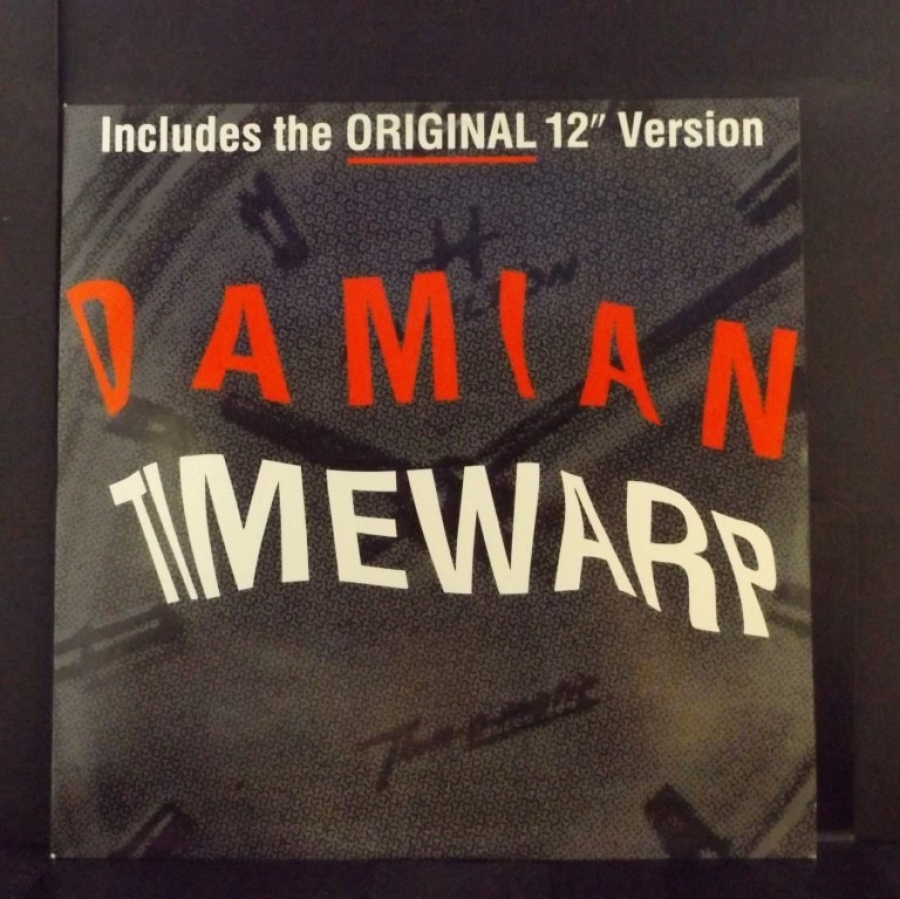 Includes the ORIGINAL 12″ Version
DAMIAN
TIMEWARP